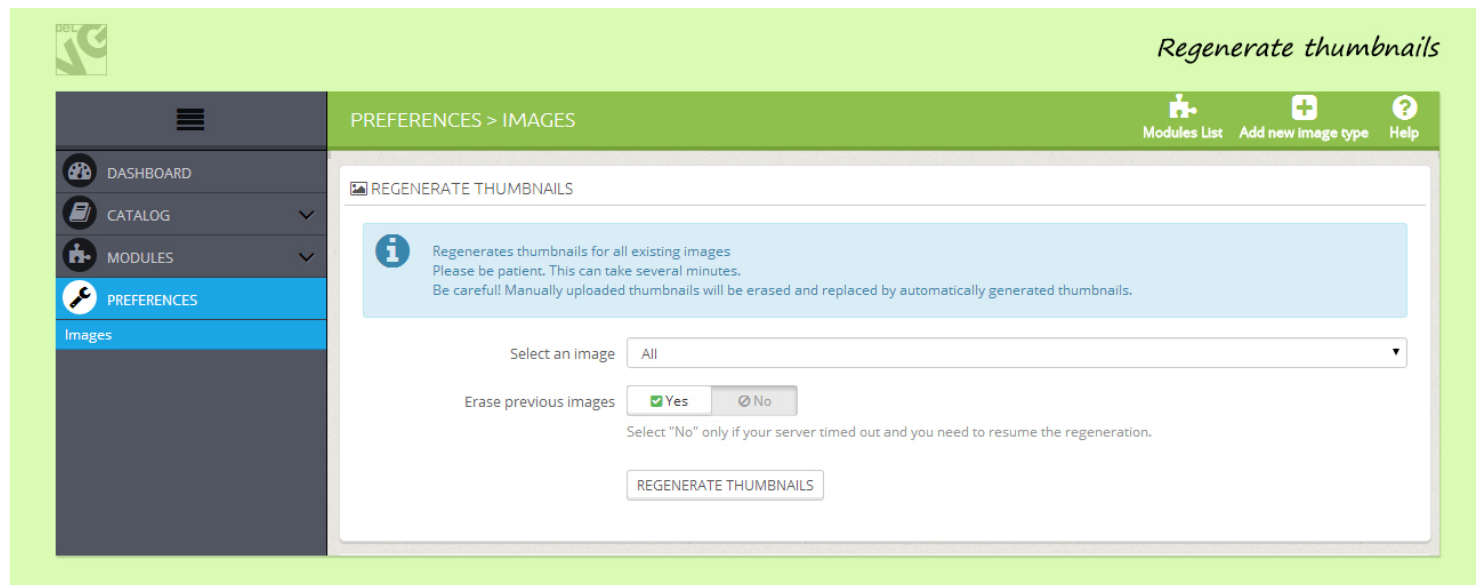 DEL
VG
Regenerate thumbnails
PREFERENCES > IMAGES
Modules List
Add new image type
Help
DASHBOARD
CATALOG
MODULES
PREFERENCES
Images
REGENERATE THUMBNAILS
Regenerates thumbnails for all existing images
Please be patient. This can take several minutes.
Be careful! Manually uploaded thumbnails will be erased and replaced by automatically generated thumbnails.
Select an image
All
Erase previous images
Yes
No
Select "No" only if your server timed out and you need to resume the regeneration.
REGENERATE THUMBNAILS